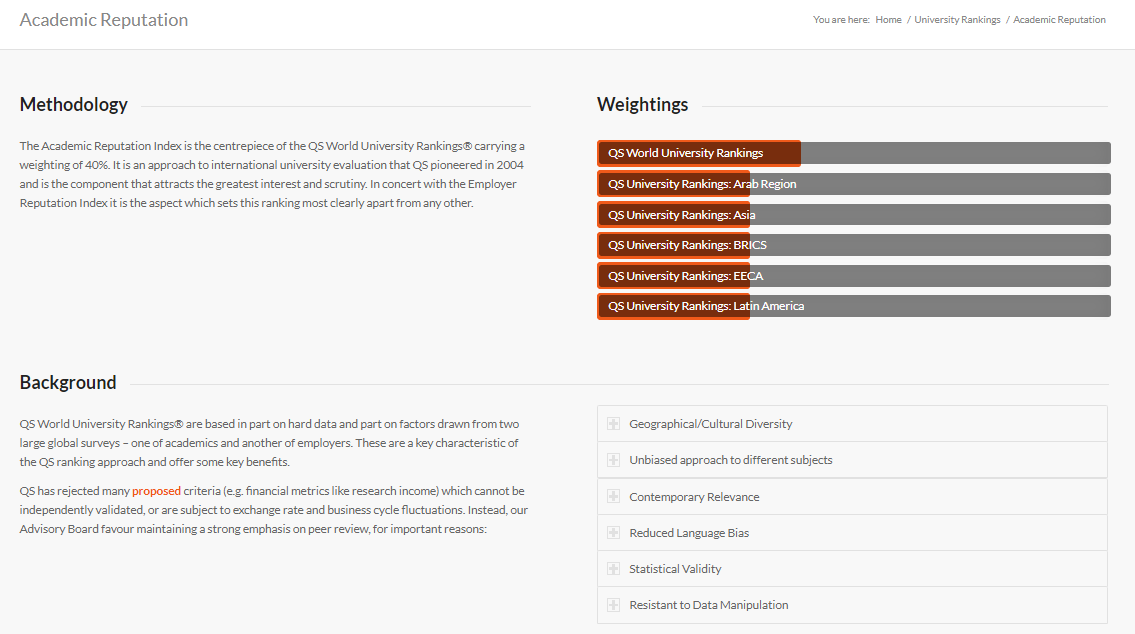 Academic Reputation
You are here: Home / University Rankings / Academic Reputation
Methodology
The Academic Reputation Index is the centrepiece of the QS World University Rankings® carrying a
weighting of 40%. It is an approach to international university evaluation that QS pioneered in 2004
and is the component that attracts the greatest interest and scrutiny. In concert with the Employer
Reputation Index it is the aspect which sets this ranking most clearly apart from any other.
Weightings
QS World University Rankings
QS University Rankings: Arab Region
QS University Rankings: Asia
QS University Rankings: BRICS
QS University Rankings: EECA
QS University Rankings: Latin America
Background
QS World University Rankings® are based in part on hard data and part on factors drawn from two
large global surveys – one of academics and another of employers. These are a key characteristic of
the QS ranking approach and offer some key benefits.
QS has rejected many proposed criteria (e.g. financial metrics like research income) which cannot be
independently validated, or are subject to exchange rate and business cycle fluctuations. Instead, our
Advisory Board favour maintaining a strong emphasis on peer review, for important reasons:
Geographical/Cultural Diversity
Unbiased approach to different subjects
Contemporary Relevance
Reduced Language Bias
Statistical Validity
Resistant to Data Manipulation